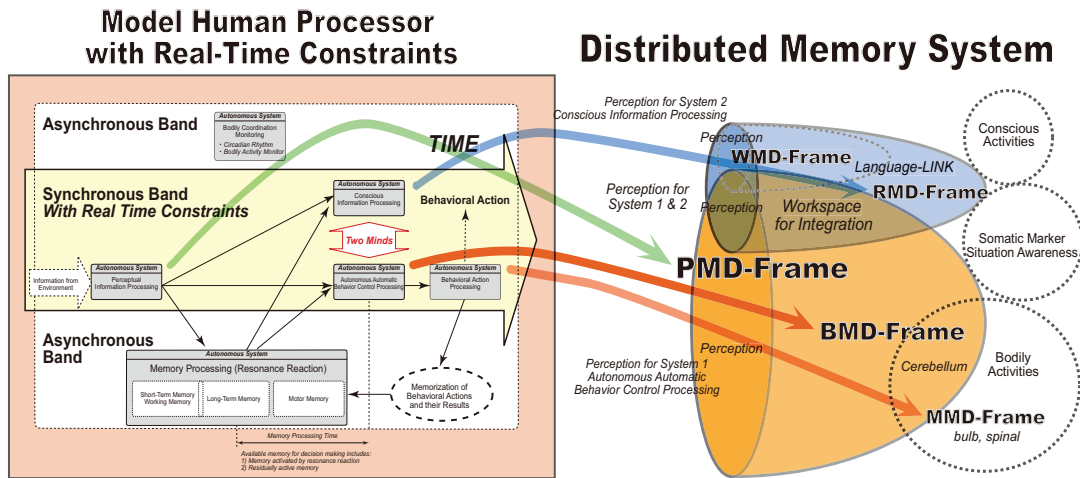 Model Human Processor
with Real-Time Constraints
Asynchronous Band
Autonomous System
Bodily Coordination
Monitoring
• Circadian Rhythm
• Bodily Activity Monitor
TIME
Synchronous Band
With Real Time Constraints
Autonomous System
Conscious
Information Processing
Behavioral Action
Two Minds
Information from
Environment
Autonomous System
Perceptual
Information Processing
Autonomous System
Autonomous Automatic
Behavior Control Processing
Autonomous System
Behavioral Action
Processing
Asynchronous
Band
Autonomous System
Memory Processing (Resonance Reaction)
Short-Term Memory
Working Memory
Long-Term Memory
Motor Memory
Memorization of
Behavioral Actions
and their Results
Memory Processing Time
Available memory for decision making includes:
1) Memory activated by resonance reaction
2) Residually active memory
Distributed Memory System
Perception for System 2
Conscious Information Processing
Perception
WMD-Frame
Language-LINK
RMD-Frame
Conscious
Activities
Perception for
System 1 & 2
Perception
Workspace
for Integration
Somatic Marker
Situation Awareness
PMD-Frame
BMD-Frame
Perception
Perception for System 1
Autonomous Automatic
Behavior Control Processing
Cerebellum
Bodily
Activities
MMD-Frame
bulb, spinal